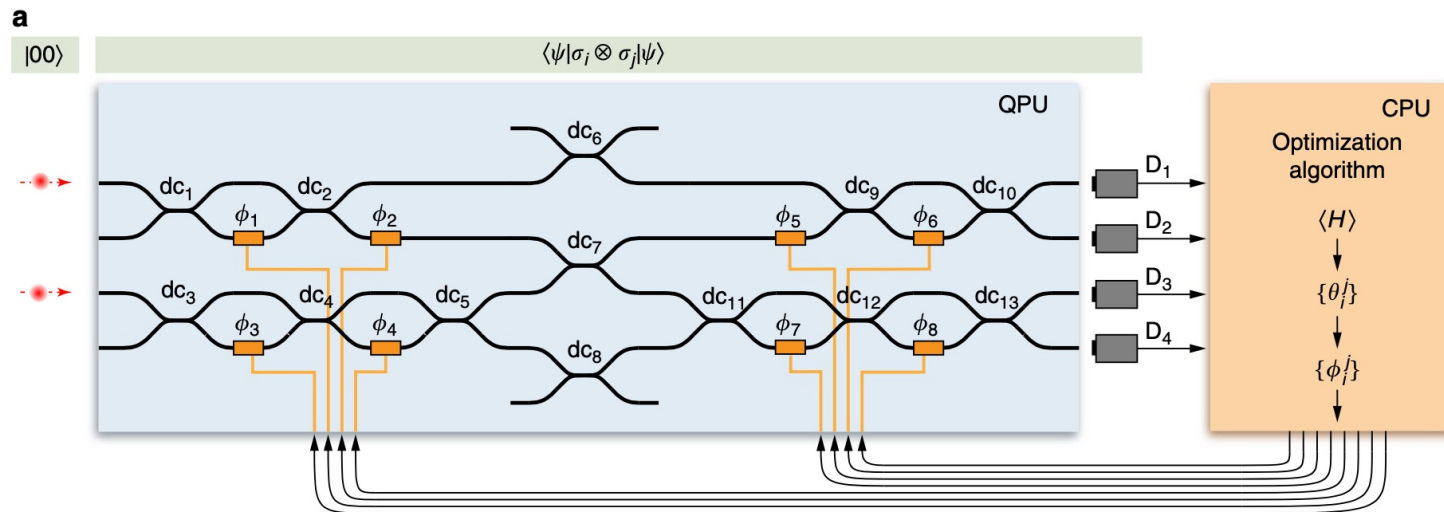 a
|00⟩
⟨ψ|σᵢ ⊗ σⱼ|ψ⟩
QPU
CPU
dc₆
D₁
Optimization
algorithm
dc₁
dc₂
dc₉
dc₁₀
ϕ₁
ϕ₂
ϕ₅
ϕ₆
D₂
⟨H⟩
dc₇
dc₃
dc₄
dc₅
dc₁₁
dc₁₂
dc₁₃
D₃
{θᵢʲ}
ϕ₃
ϕ₄
ϕ₇
ϕ₈
D₄
dc₈
{ϕᵢʲ}